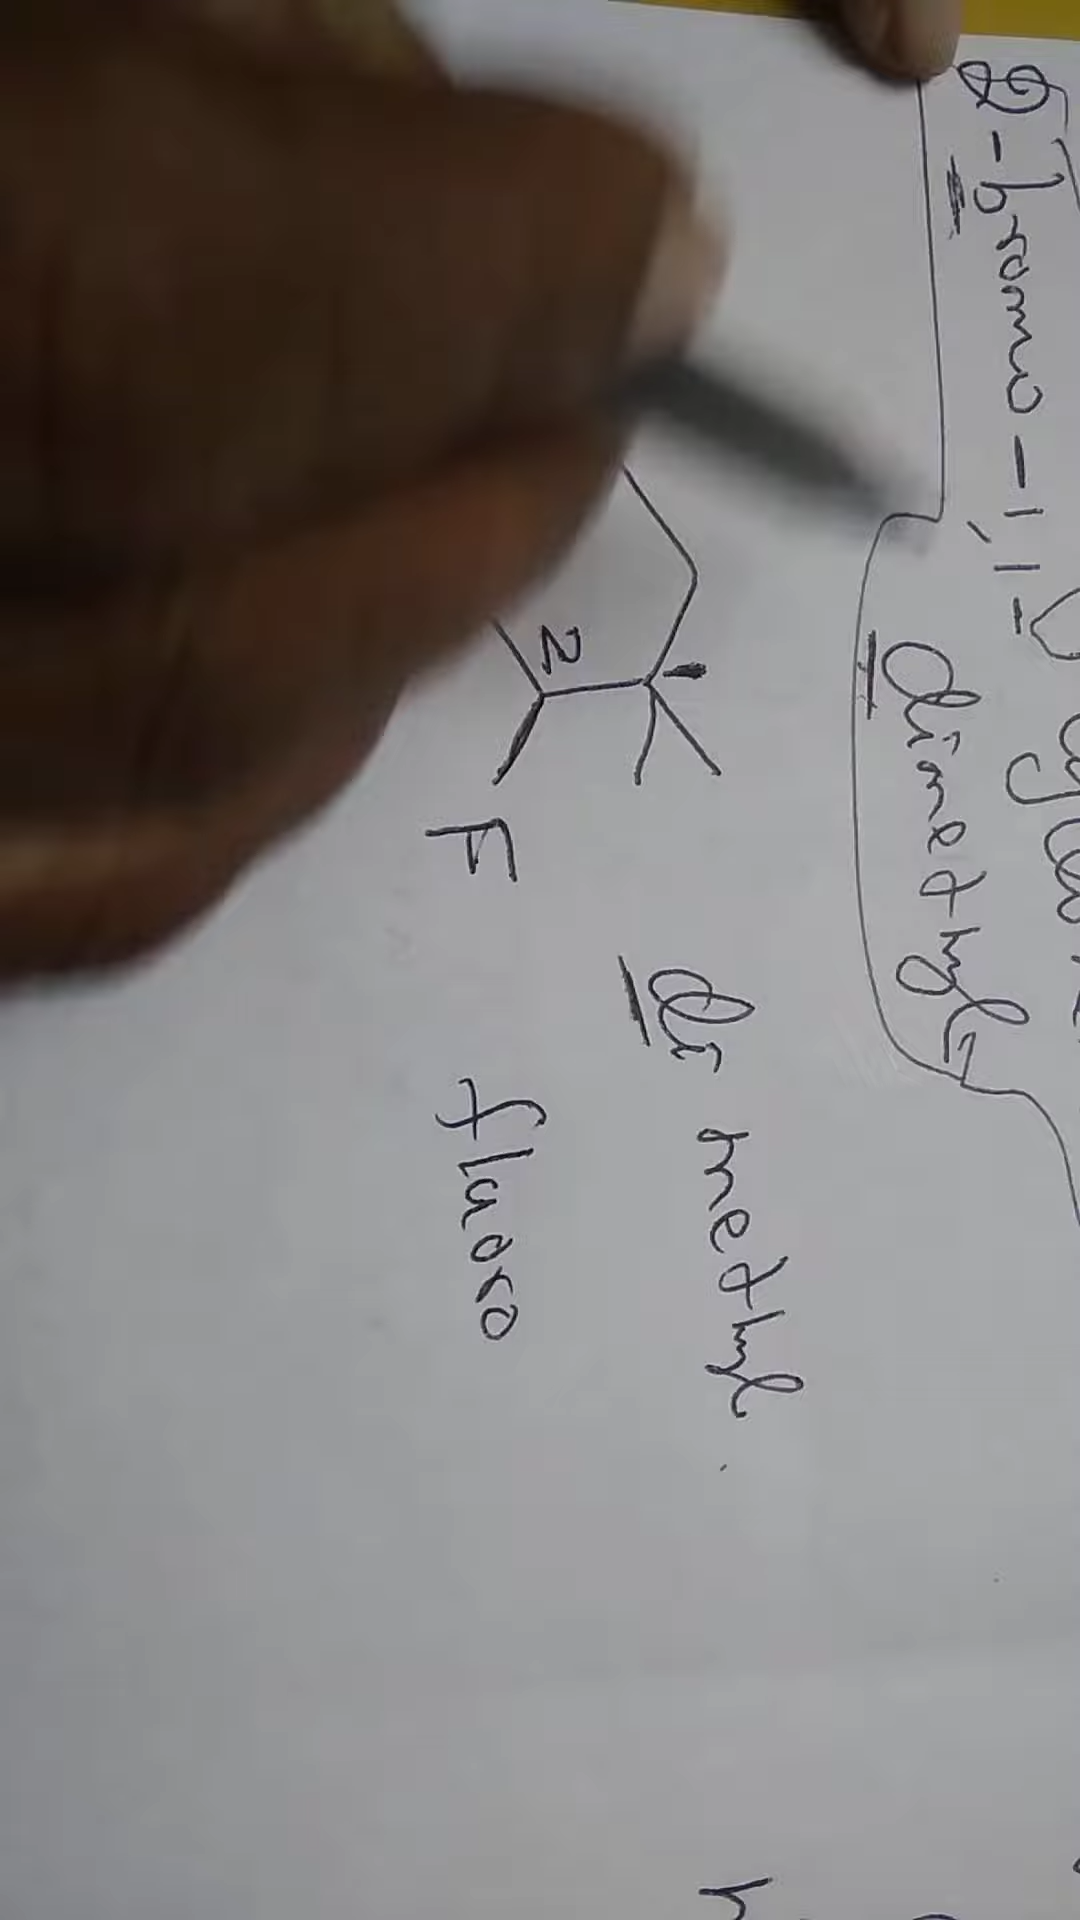 2-bromo-1,1-
dimethyl-
di methyl
2
F
fluoro